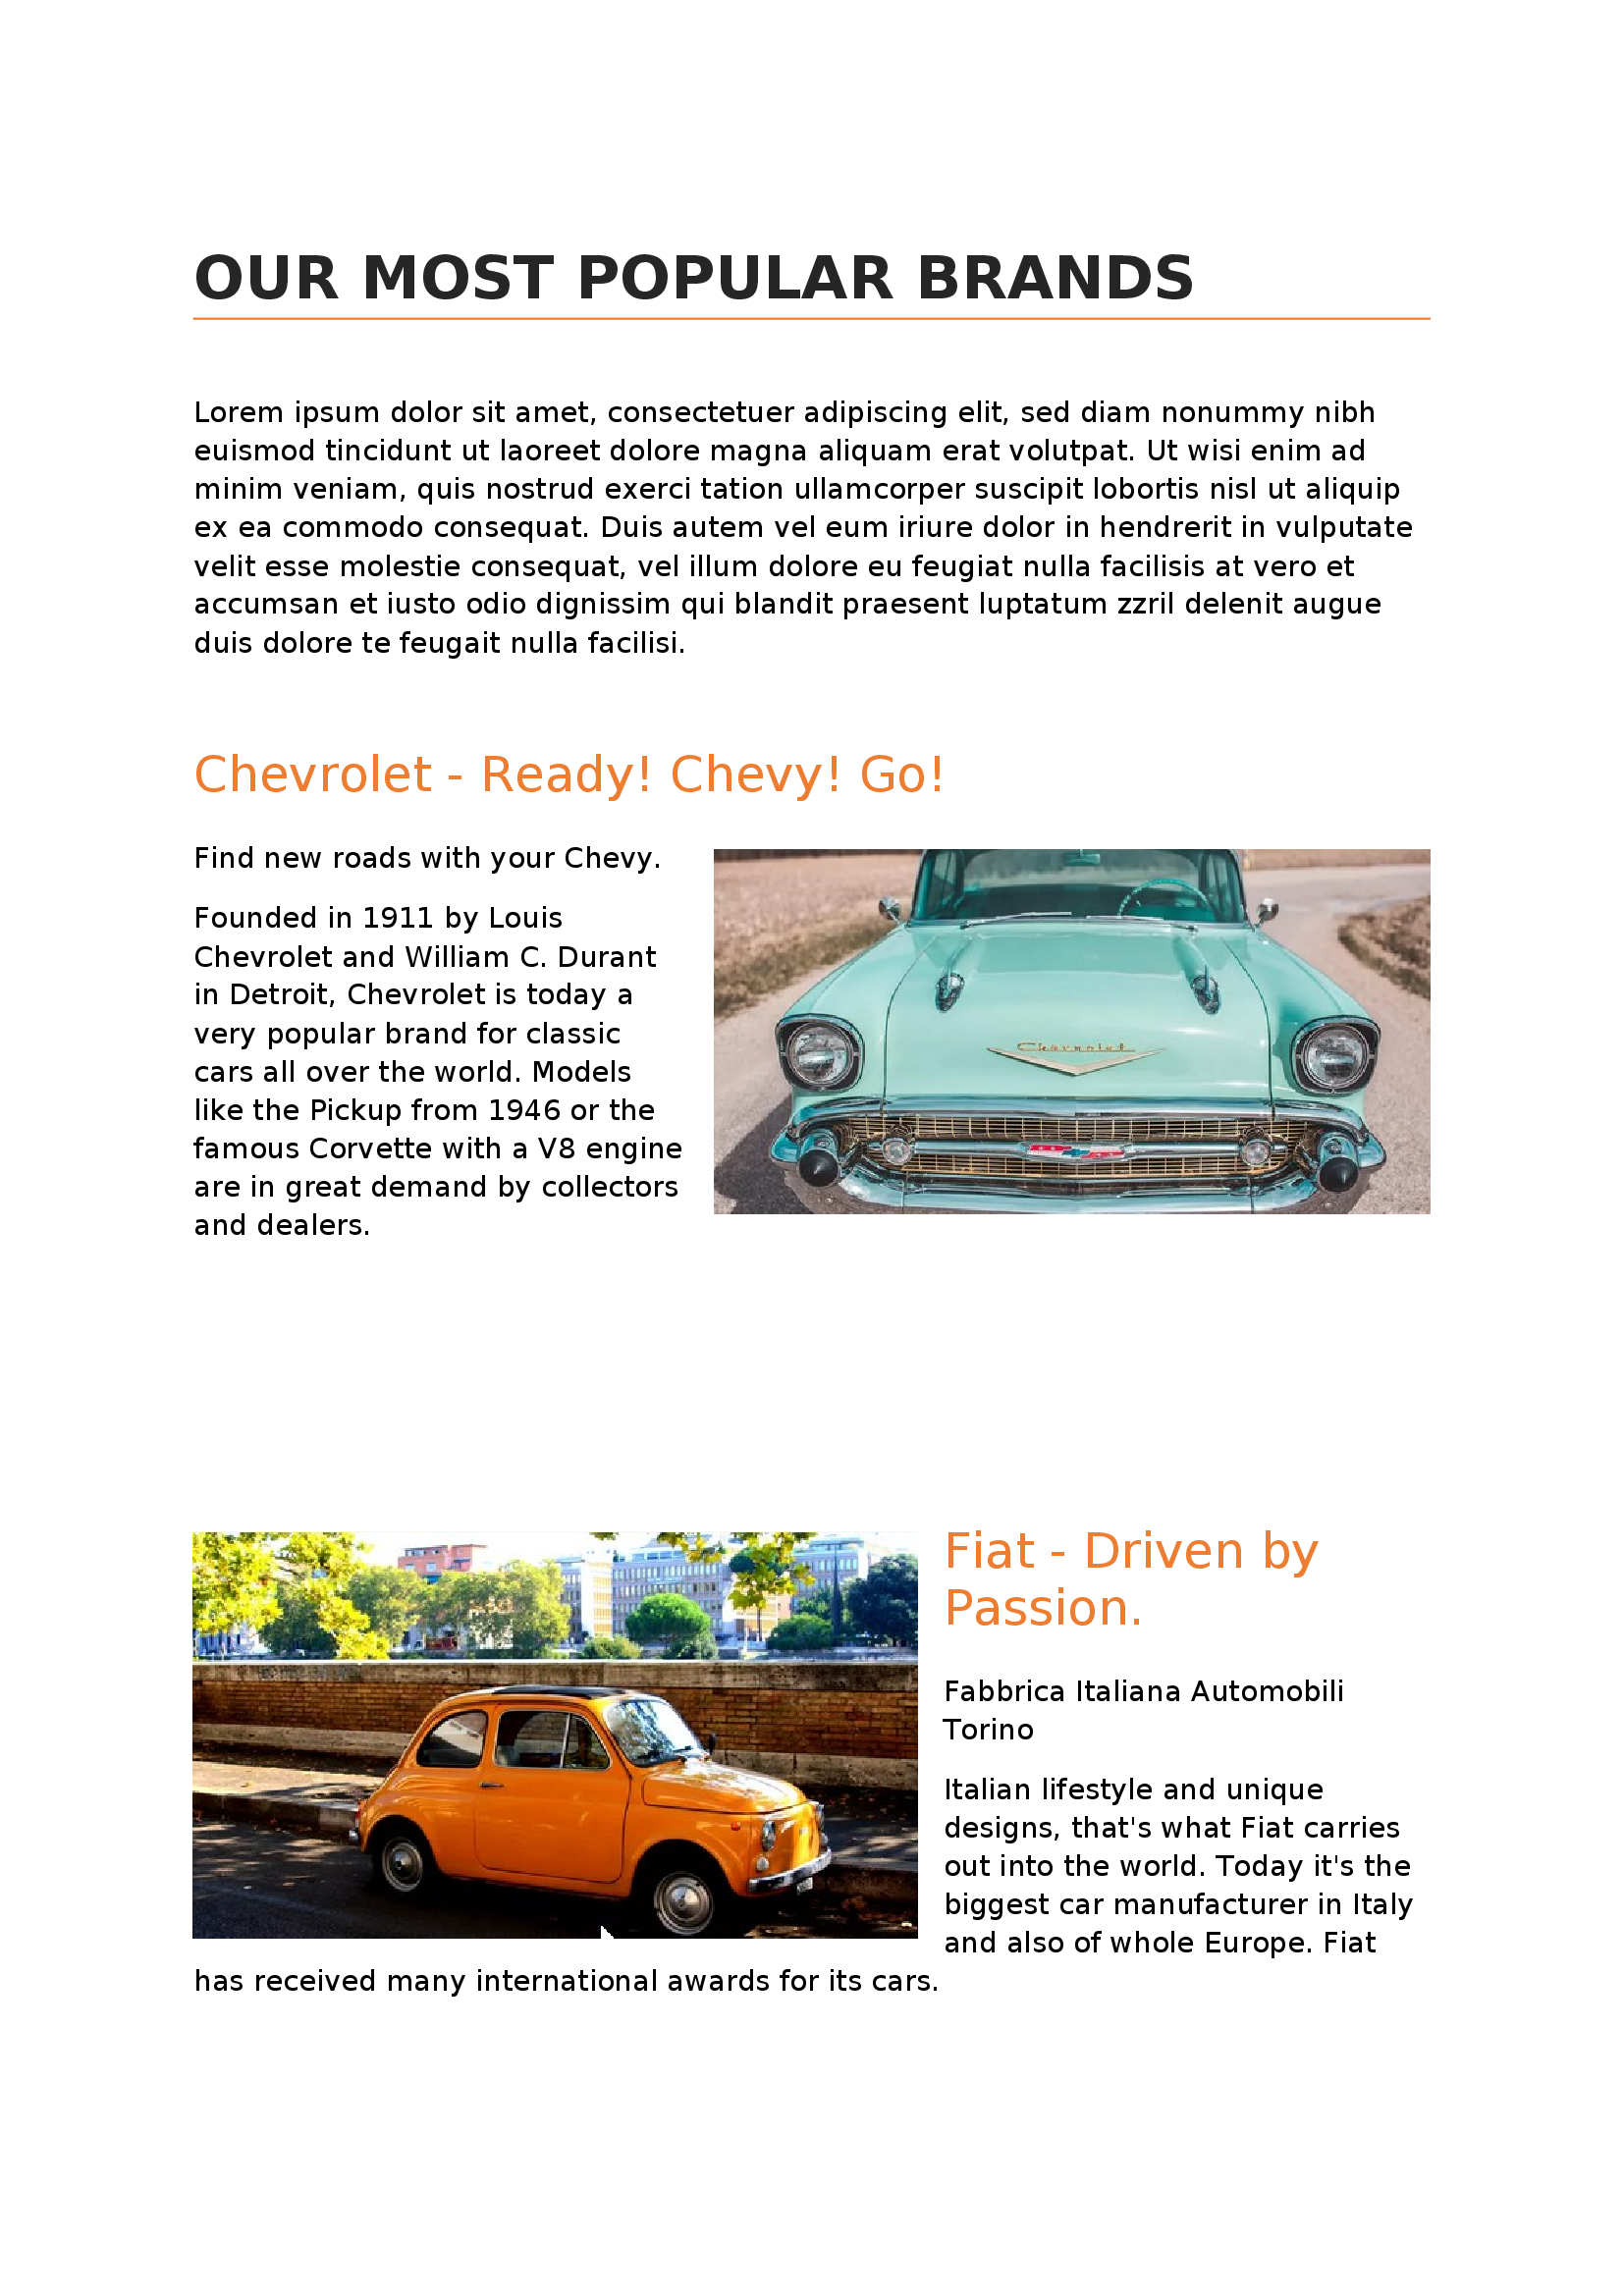 OUR MOST POPULAR BRANDS
Lorem ipsum dolor sit amet, consectetuer adipiscing elit, sed diam nonummy nibh
euismod tincidunt ut laoreet dolore magna aliquam erat volutpat. Ut wisi enim ad
minim veniam, quis nostrud exerci tation ullamcorper suscipit lobortis nisl ut aliquip
ex ea commodo consequat. Duis autem vel eum iriure dolor in hendrerit in vulputate
velit esse molestie consequat, vel illum dolore eu feugiat nulla facilisis at vero et
accumsan et iusto odio dignissim qui blandit praesent luptatum zzril delenit augue
duis dolore te feugait nulla facilisi.
Chevrolet - Ready! Chevy! Go!
Find new roads with your Chevy.
Founded in 1911 by Louis
Chevrolet and William C. Durant
in Detroit, Chevrolet is today a
very popular brand for classic
cars all over the world. Models
like the Pickup from 1946 or the
famous Corvette with a V8 engine
are in great demand by collectors
and dealers.
Chevrolet
Fiat - Driven by
Passion.
Fabbrica Italiana Automobili
Torino
Italian lifestyle and unique
designs, that's what Fiat carries
out into the world. Today it's the
biggest car manufacturer in Italy
and also of whole Europe. Fiat
has received many international awards for its cars.